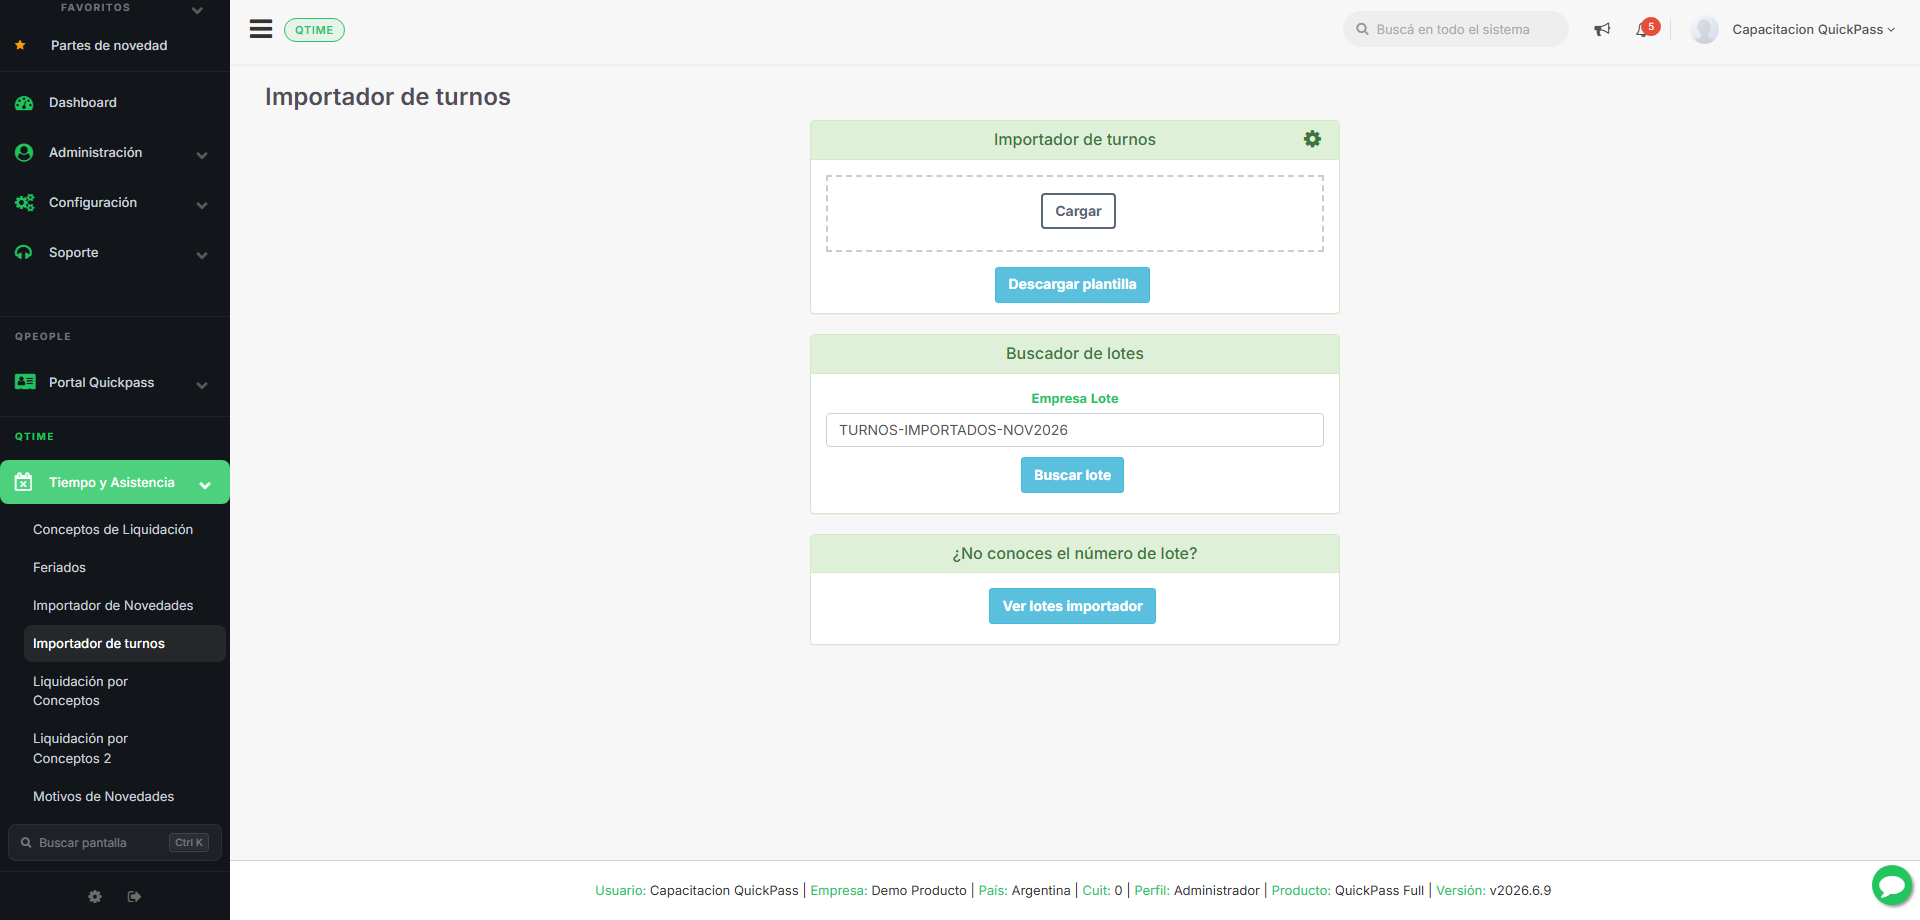 FAVORITOS
Partes de novedad
Dashboard
Administración
Configuración
Soporte
QPEOPLE
Portal Quickpass
QTIME
Tiempo y Asistencia
Conceptos de Liquidación
Feriados
Importador de Novedades
Importador de turnos
Liquidación por
Conceptos
Liquidación por
Conceptos 2
Motivos de Novedades
Buscar pantalla
Ctrl K
QTIME
Buscá en todo el sistema
5
Capacitacion QuickPass
Importador de turnos
Importador de turnos
Cargar
Descargar plantilla
Buscador de lotes
Empresa Lote
TURNOS-IMPORTADOS-NOV2026
Buscar lote
¿No conoces el número de lote?
Ver lotes importador
Usuario: Capacitacion QuickPass | Empresa: Demo Producto | País: Argentina | Cuit: 0 | Perfil: Administrador | Producto: QuickPass Full | Versión: v2026.6.9